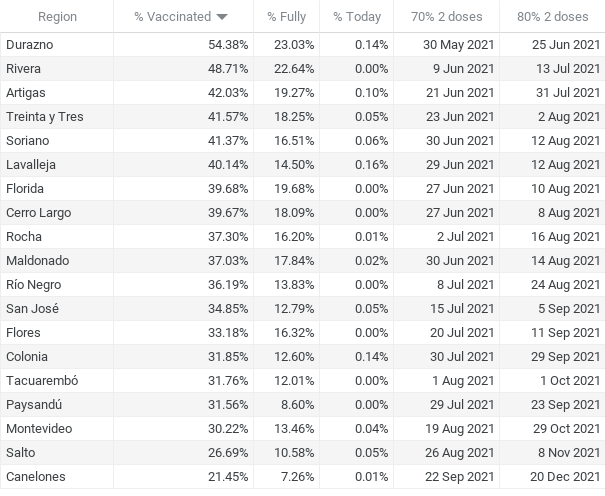 Region % Vaccinated % Fully % Today 70% 2 doses 80% 2 doses
Durazno 54.38% 23.03% 0.14% 30 May 2021 25 Jun 2021
Rivera 48.71% 22.64% 0.00% 9 Jun 2021 13 Jul 2021
Artigas 42.03% 19.27% 0.10% 21 Jun 2021 31 Jul 2021
Treinta y Tres 41.57% 18.25% 0.05% 23 Jun 2021 2 Aug 2021
Soriano 41.37% 16.51% 0.06% 30 Jun 2021 12 Aug 2021
Lavalleja 40.14% 14.50% 0.16% 29 Jun 2021 12 Aug 2021
Florida 39.68% 19.68% 0.00% 27 Jun 2021 10 Aug 2021
Cerro Largo 39.67% 18.09% 0.00% 27 Jun 2021 8 Aug 2021
Rocha 37.30% 16.20% 0.01% 2 Jul 2021 16 Aug 2021
Maldonado 37.03% 17.84% 0.02% 30 Jun 2021 14 Aug 2021
Río Negro 36.19% 13.83% 0.00% 8 Jul 2021 24 Aug 2021
San José 34.85% 12.79% 0.05% 15 Jul 2021 5 Sep 2021
Flores 33.18% 16.32% 0.00% 20 Jul 2021 11 Sep 2021
Colonia 31.85% 12.60% 0.14% 30 Jul 2021 29 Sep 2021
Tacuarembó 31.76% 12.01% 0.00% 1 Aug 2021 1 Oct 2021
Paysandú 31.56% 8.60% 0.00% 29 Jul 2021 23 Sep 2021
Montevideo 30.22% 13.46% 0.04% 19 Aug 2021 29 Oct 2021
Salto 26.69% 10.58% 0.05% 26 Aug 2021 8 Nov 2021
Canelones 21.45% 7.26% 0.01% 22 Sep 2021 20 Dec 2021